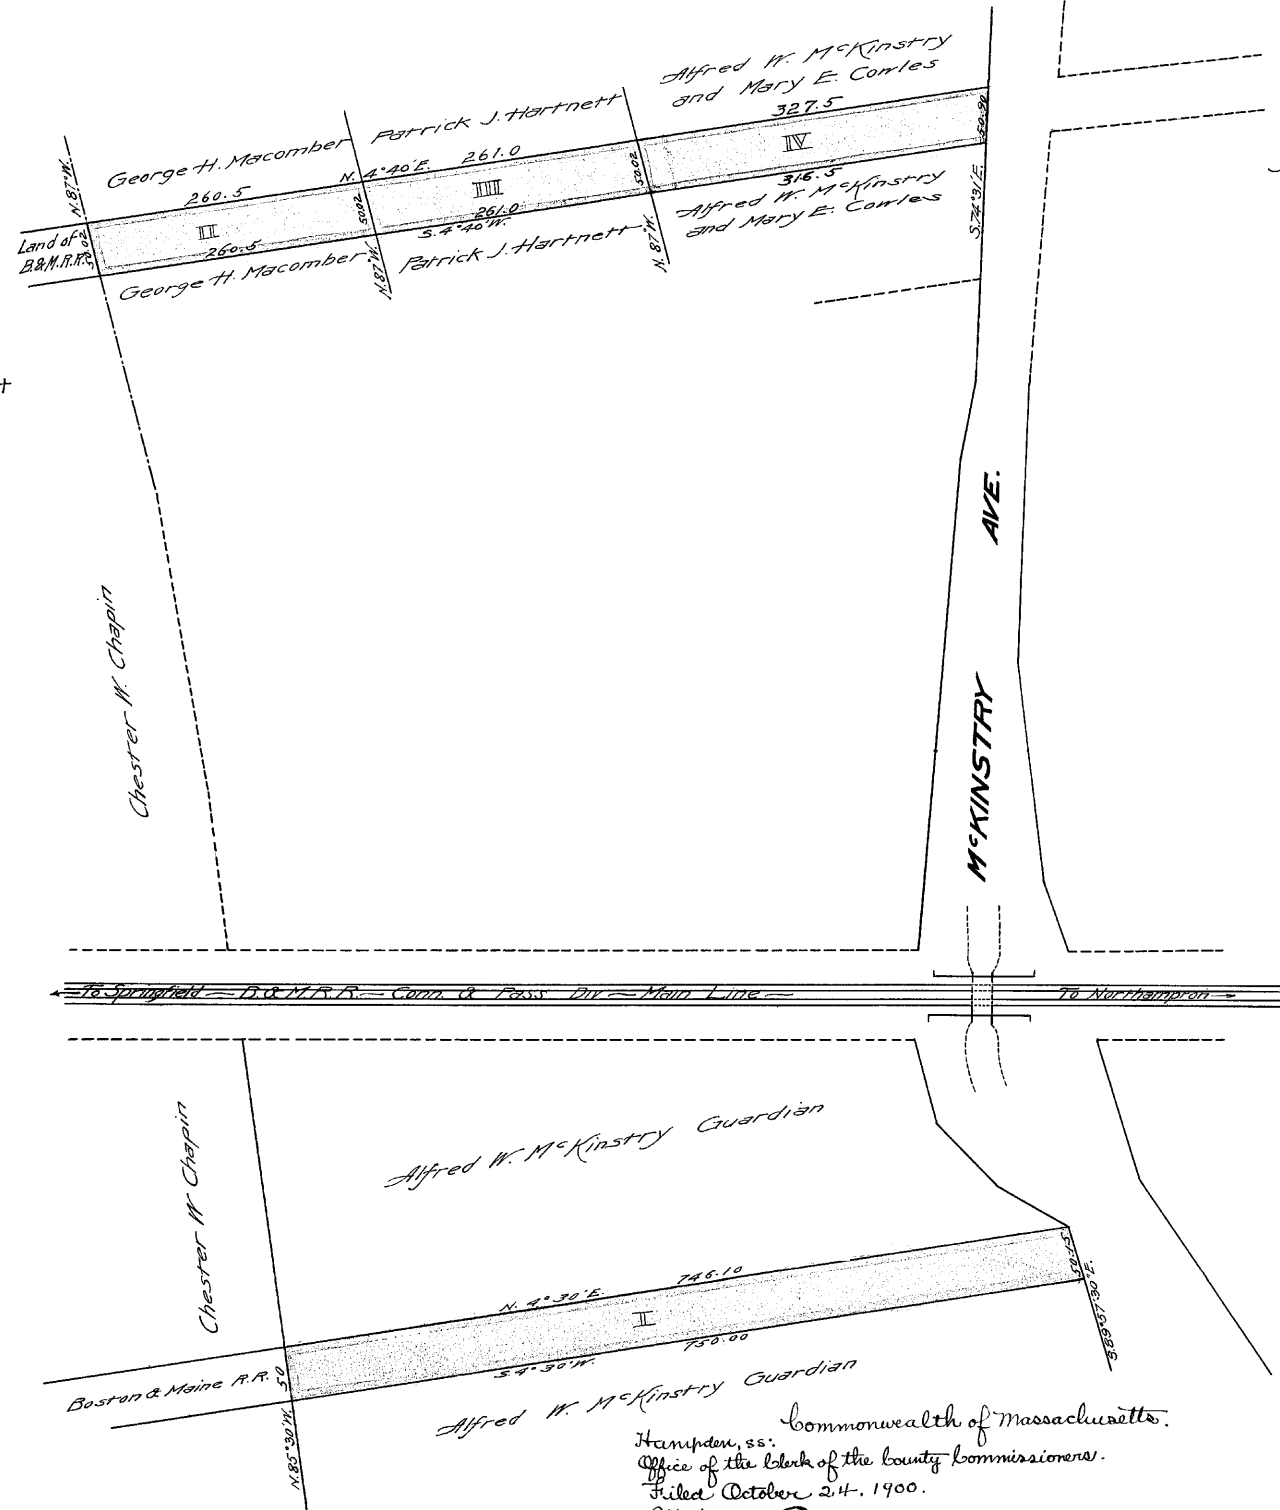 Alfred W. McKinstry
and Mary E. Cowles
327.5
50.90
IV
316.5
Alfred W. McKinstry
and Mary E. Cowles
S.74°31'E.
Patrick J. Hartnett
N. 4°40'E.
261.0
50.02
III
261.0
S. 4°40'W.
Patrick J. Hartnett
N. 87°W.
George H. Macomber
N.87°W.
260.5
50.02
II
260.5
George H. Macomber
N.87°W.
Land of
B.&M.R.R.
50.02
Chester W. Chapin
McKINSTRY AVE.
To Springfield — B. & M. R. R. — Conn. & Pass Div — Main Line —
To Northampton
Alfred W. McKinstry Guardian
Chester W Chapin
746.10
N. 4°30'E.
50.15
I
750.00
S 4°30'W.
S.89°57'30"E.
Boston & Maine R.R.
50
N.85°30'W.
Alfred W. McKinstry Guardian
Commonwealth of Massachusetts.
Hampden, ss:
Office of the Clerk of the County Commissioners.
Filed October 24. 1900.